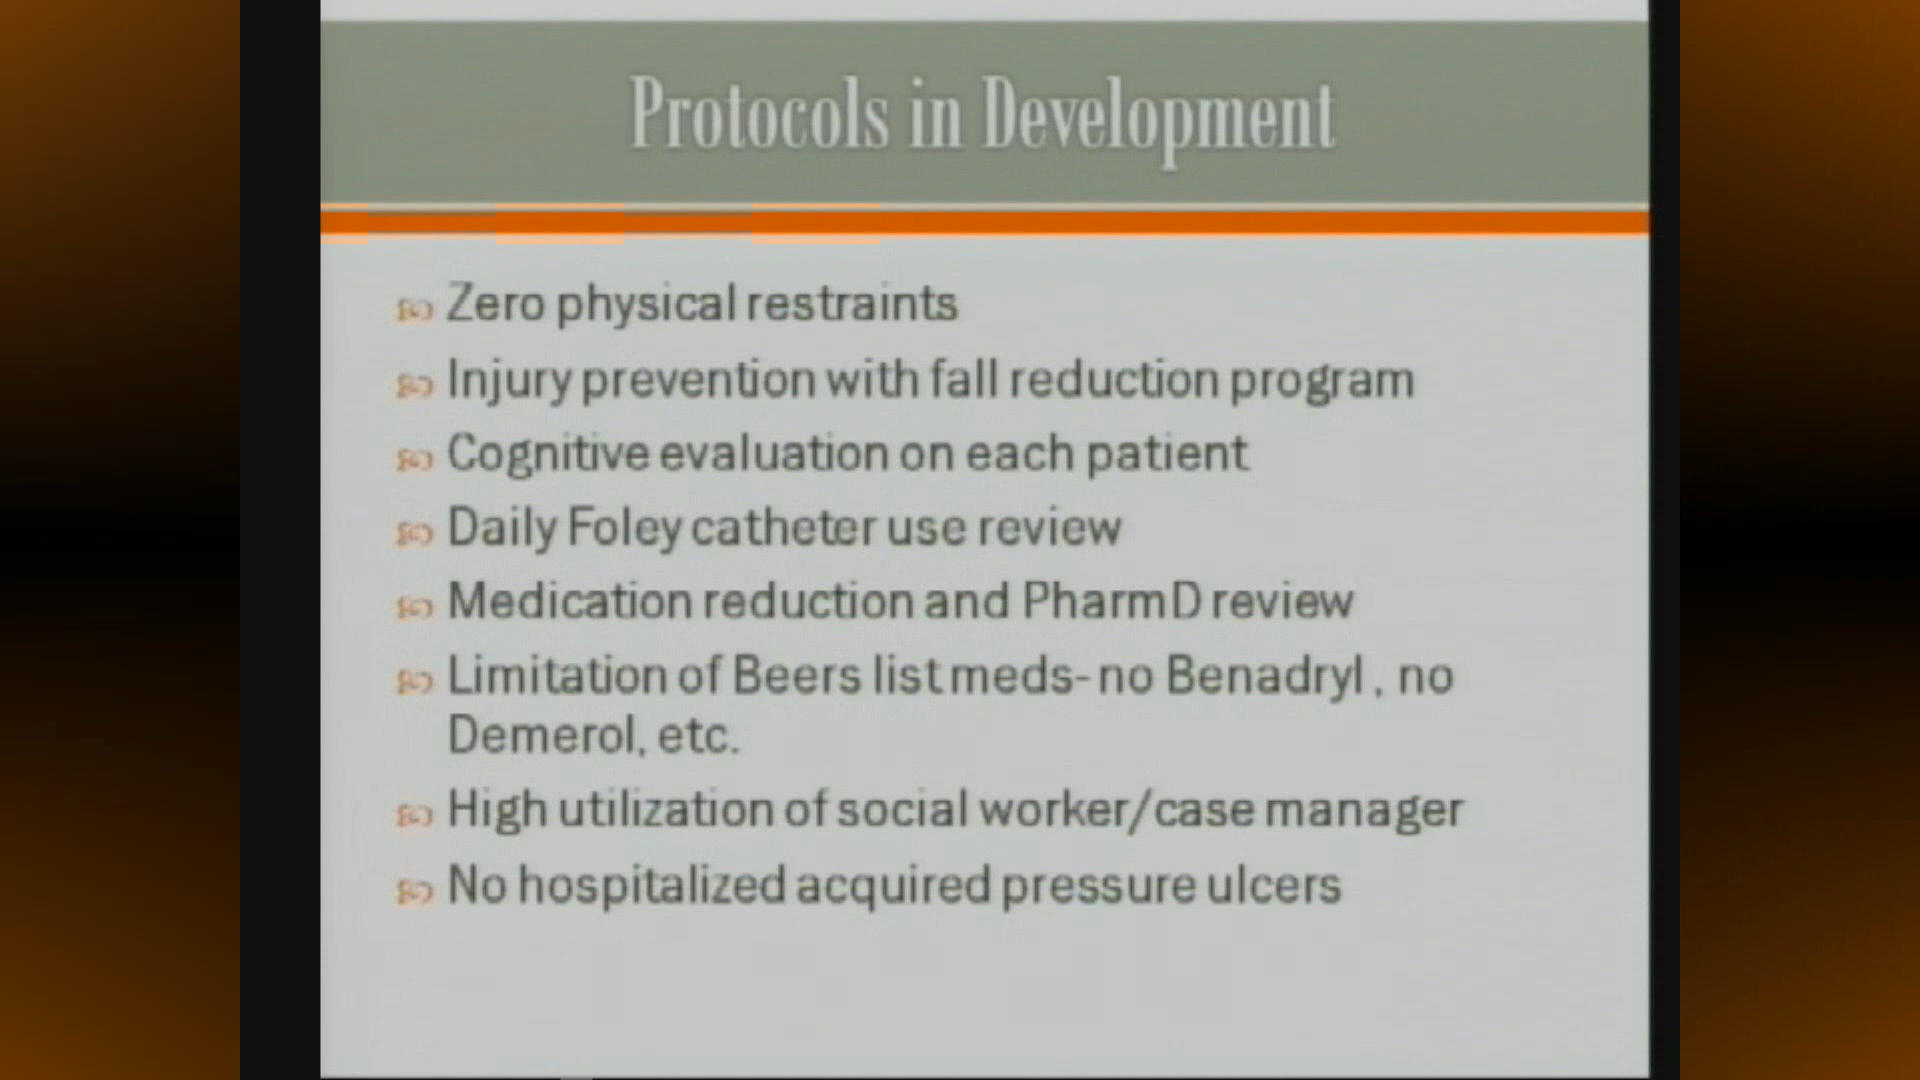 Protocols in Development
Zero physical restraints
Injury prevention with fall reduction program
Cognitive evaluation on each patient
Daily Foley catheter use review
Medication reduction and PharmD review
Limitation of Beers list meds- no Benadryl , no
Demerol, etc.
High utilization of social worker/case manager
No hospitalized acquired pressure ulcers